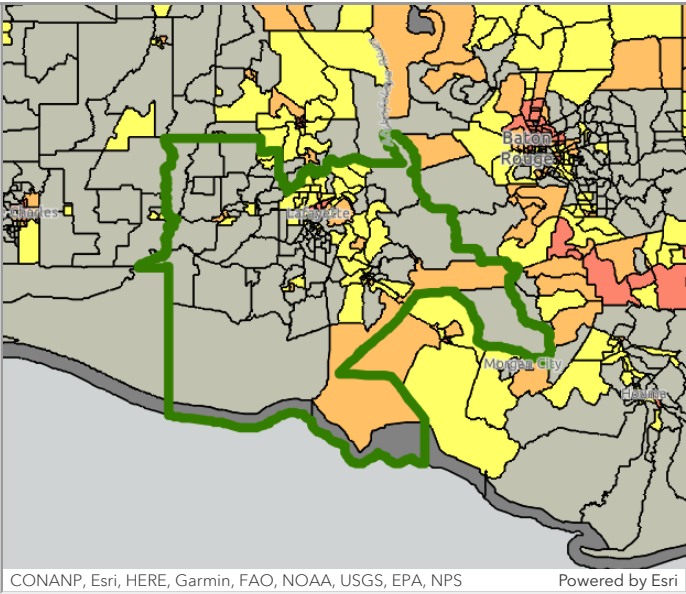 Baton
Rouge
Charles
Lafayette
Morgan City
Houma
CONANP, Esri, HERE, Garmin, FAO, NOAA, USGS, EPA, NPS
Powered by Esri